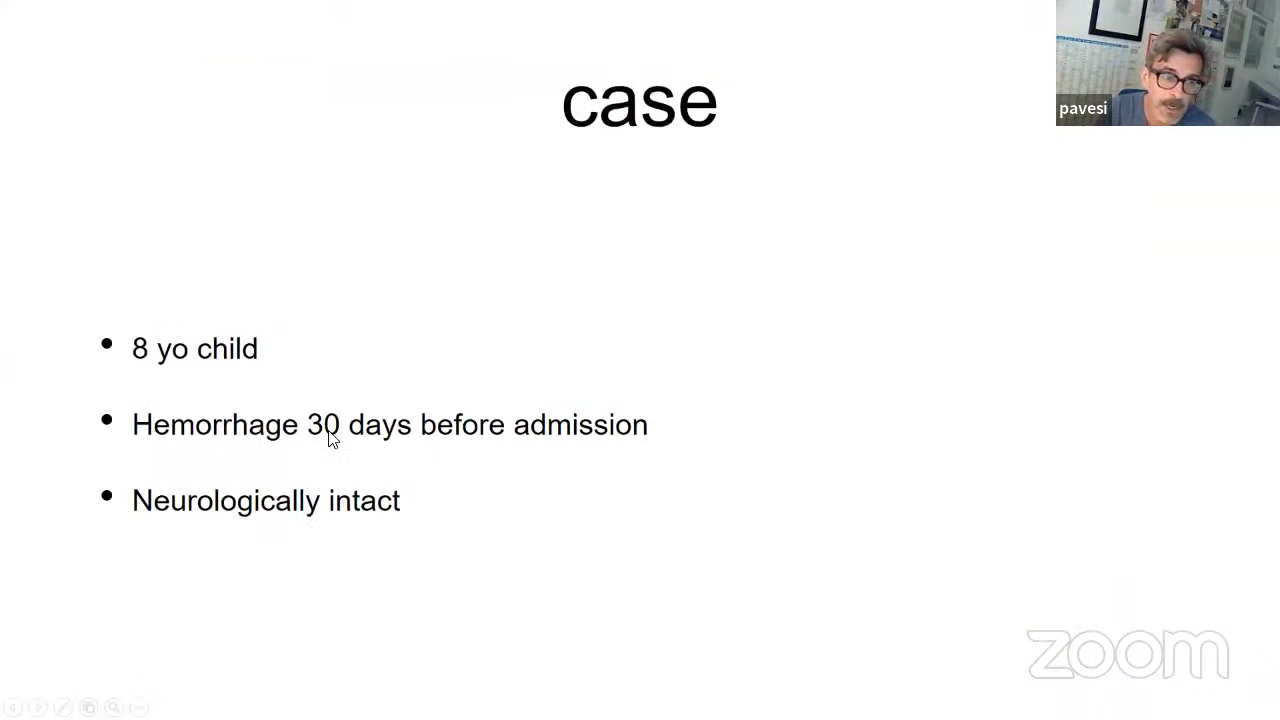 case
pavesi
• 8 yo child
• Hemorrhage 30 days before admission
• Neurologically intact
zoom